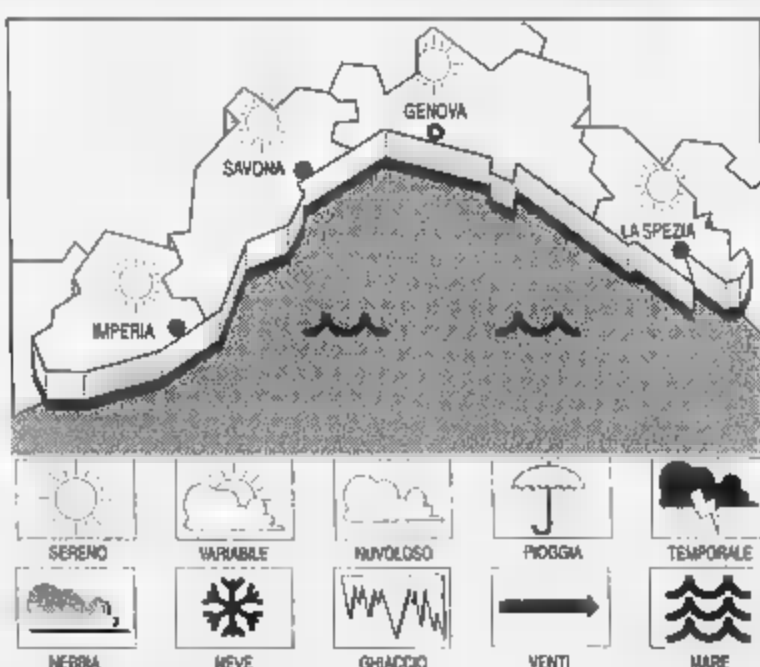 GENOVA
SAVONA
LA SPEZIA
IMPERIA
SERENO
VARIABILE
NUVOLOSO
PIOGGIA
TEMPORALE
NEBBIA
NEVE
GHIACCIO
VENTI
MARE